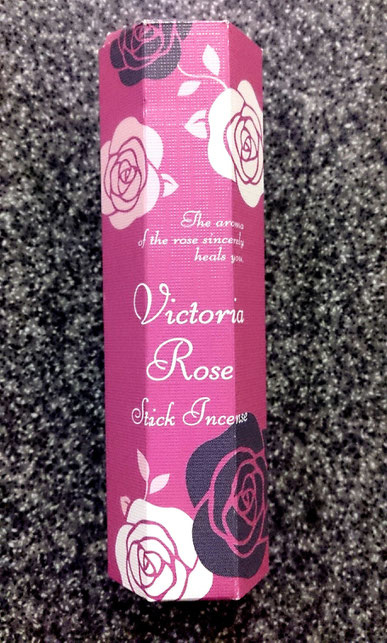 The aroma
of the rose sincerely
heals you.
Victoria
Rose
Stick Incense